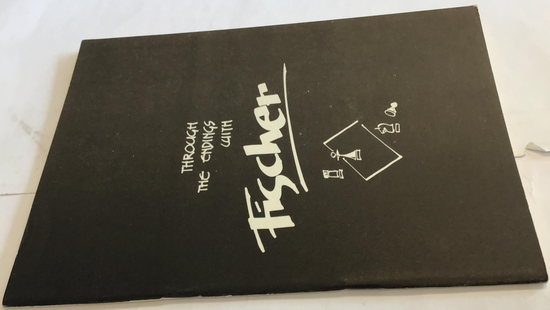 THROUGH
THE ENDINGS
WITH
Fischer